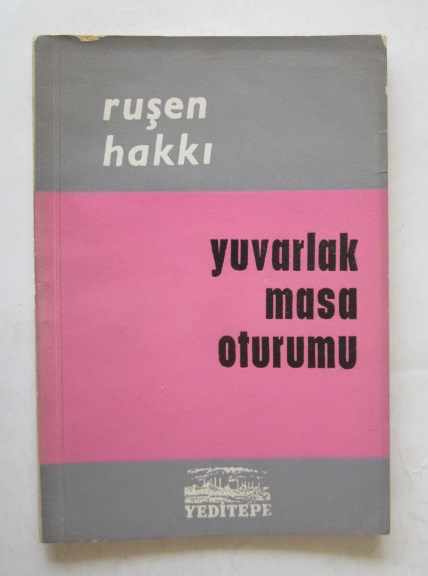 ruşen
hakkı
yuvarlak
masa
oturumu
YEDİTEPE